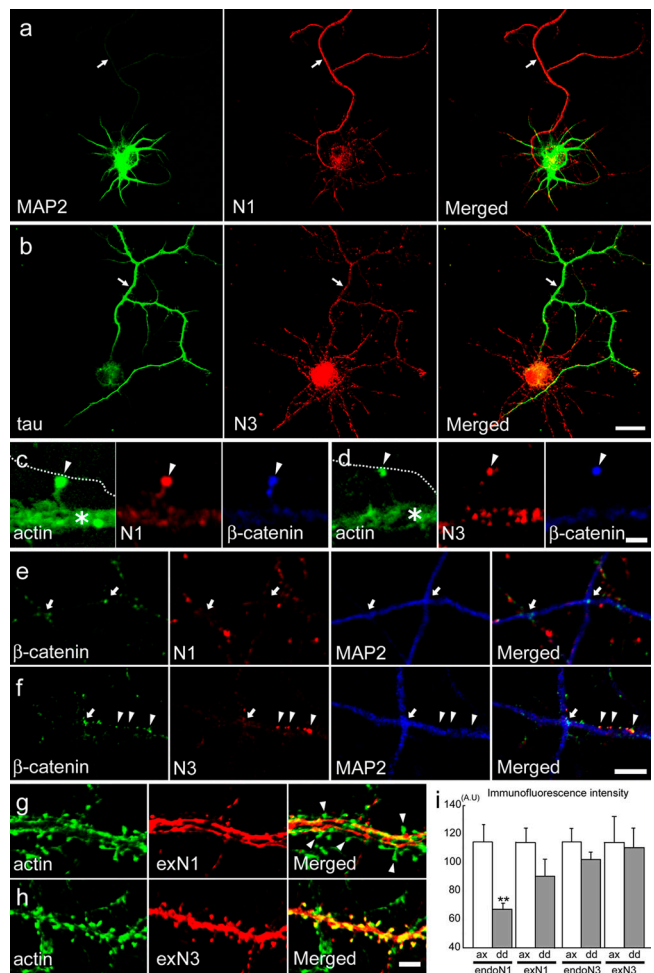 a
MAP2
N1
Merged
b
tau
N3
Merged
c
actin
*
N1
β-catenin
d
actin
*
N3
β-catenin
e
β-catenin
N1
MAP2
Merged
f
β-catenin
N3
MAP2
Merged
g
actin
exN1
Merged
h
actin
exN3
Merged
i
(A.U)
Immunofluorescence intensity
140
120
100
80
60
40
**
ax dd ax dd ax dd ax dd
endoN1 exN1 endoN3 exN3